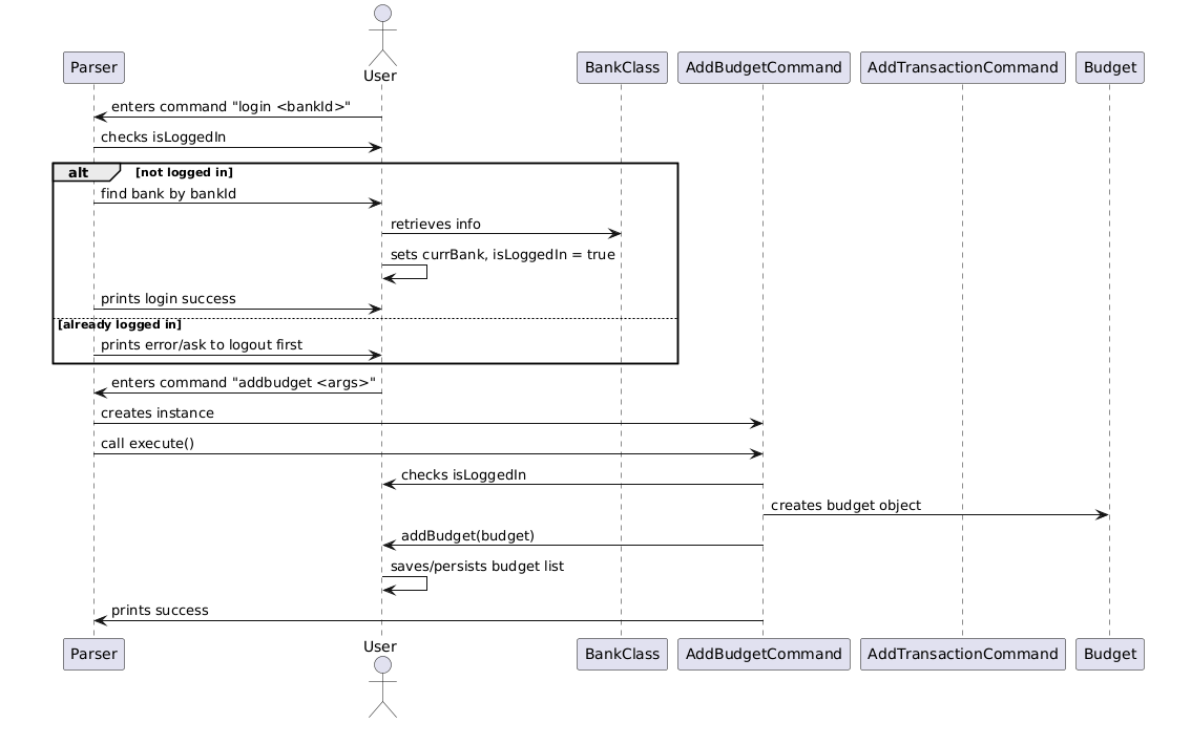 User
Parser
BankClass
AddBudgetCommand
AddTransactionCommand
Budget
enters command "login <bankId>"
checks isLoggedIn
alt
[not logged in]
find bank by bankId
retrieves info
sets currBank, isLoggedIn = true
prints login success
[already logged in]
prints error/ask to logout first
enters command "addbudget <args>"
creates instance
call execute()
checks isLoggedIn
creates budget object
addBudget(budget)
saves/persists budget list
prints success
Parser
User
BankClass
AddBudgetCommand
AddTransactionCommand
Budget